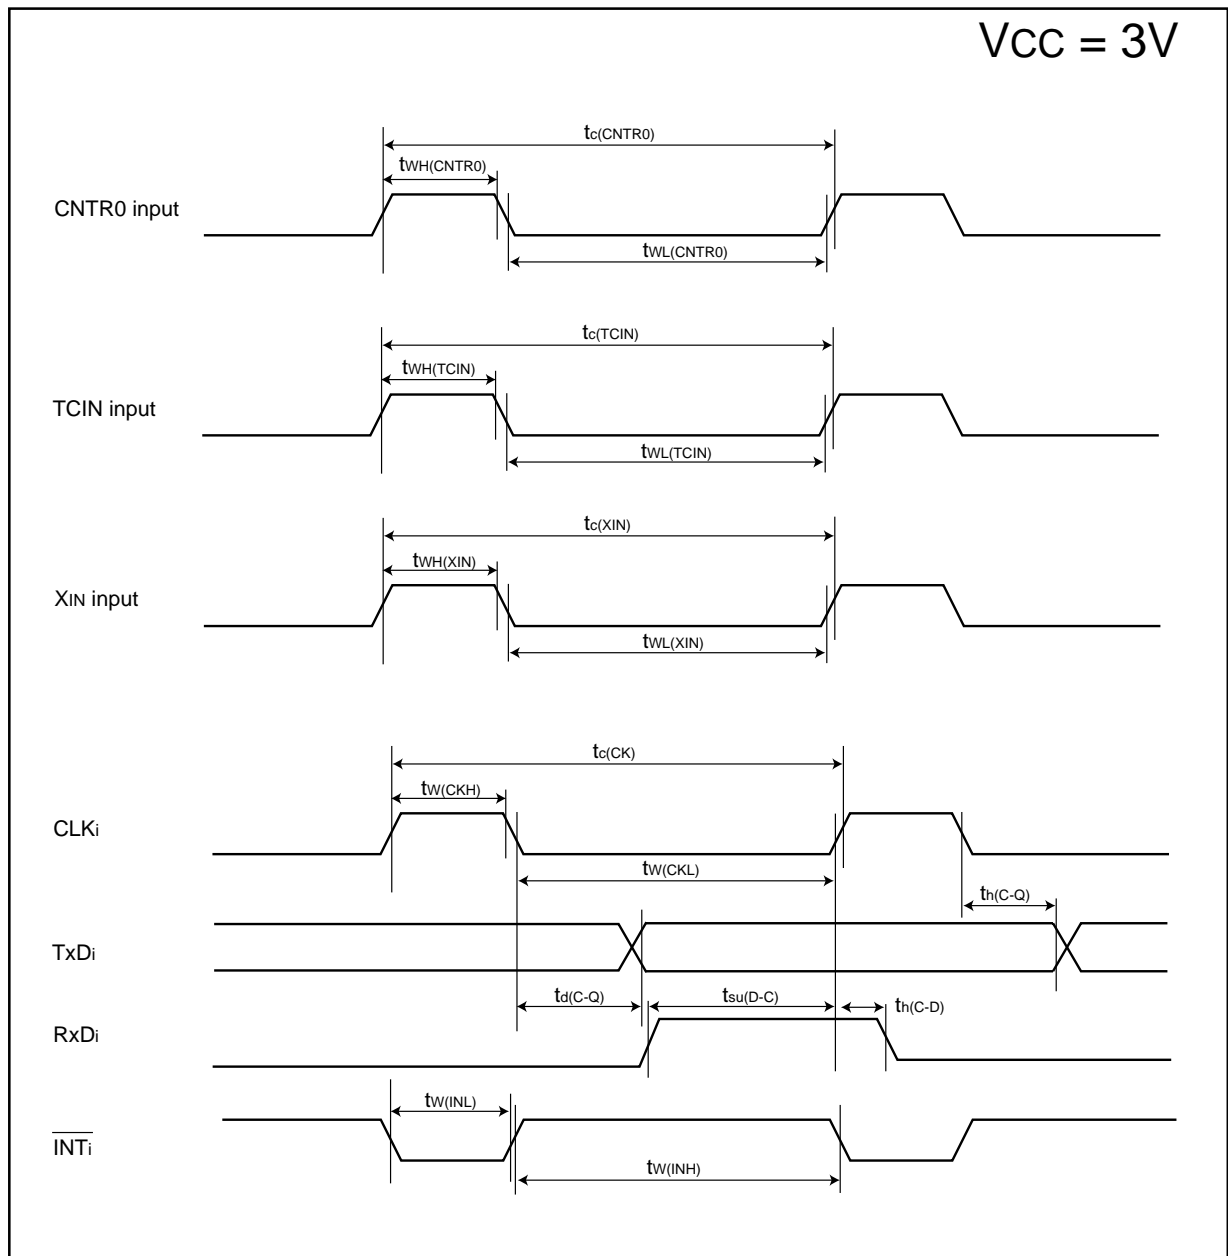 VCC = 3V
tc(CNTR0)
tWH(CNTR0)
CNTR0 input
tWL(CNTR0)
tc(TCIN)
tWH(TCIN)
TCIN input
tWL(TCIN)
tc(XIN)
tWH(XIN)
XIN input
tWL(XIN)
tc(CK)
tW(CKH)
CLKi
tW(CKL)
th(C-Q)
TxDi
td(C-Q)
tsu(D-C)
th(C-D)
RxDi
tW(INL)
INTi
tW(INH)